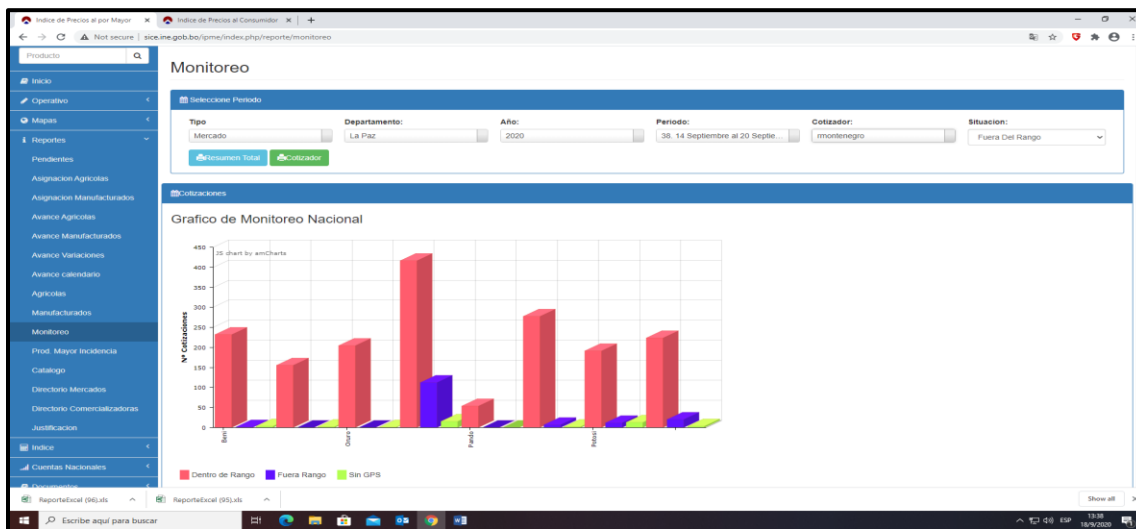 Indice de Precios al por Mayor
Indice de Precios al Consumidor
Not secure | sice.ine.gob.bo/ipme/index.php/reporte/monitoreo
Producto
Inicio
Operativo
Mapas
Reportes
Pendientes
Asignacion Agricolas
Asignacion Manufacturados
Avance Agricolas
Avance Manufacturados
Avance Variaciones
Avance calendario
Agricolas
Manufacturados
Monitoreo
Prod. Mayor Incidencia
Catalogo
Directorio Mercados
Directorio Comercializadoras
Justificacion
Indice
Cuentas Nacionales
Documentos
Monitoreo
Seleccione Periodo
Tipo Departamento: Año: Periodo: Cotizador: Situacion:
Mercado La Paz 2020 38. 14 Septiembre al 20 Septie... rmontenegro Fuera Del Rango
Resumen Total Cotizador
Cotizaciones
Grafico de Monitoreo Nacional
JS chart by amCharts
Nº Cotizaciones
450
400
350
300
250
200
150
100
50
0
Beni Oruro Pando Potosi
Dentro de Rango Fuera Rango Sin GPS
ReporteExcel (96).xls ReporteExcel (95).xls Show all
Escribe aquí para buscar
ESP
13:38
18/9/2020